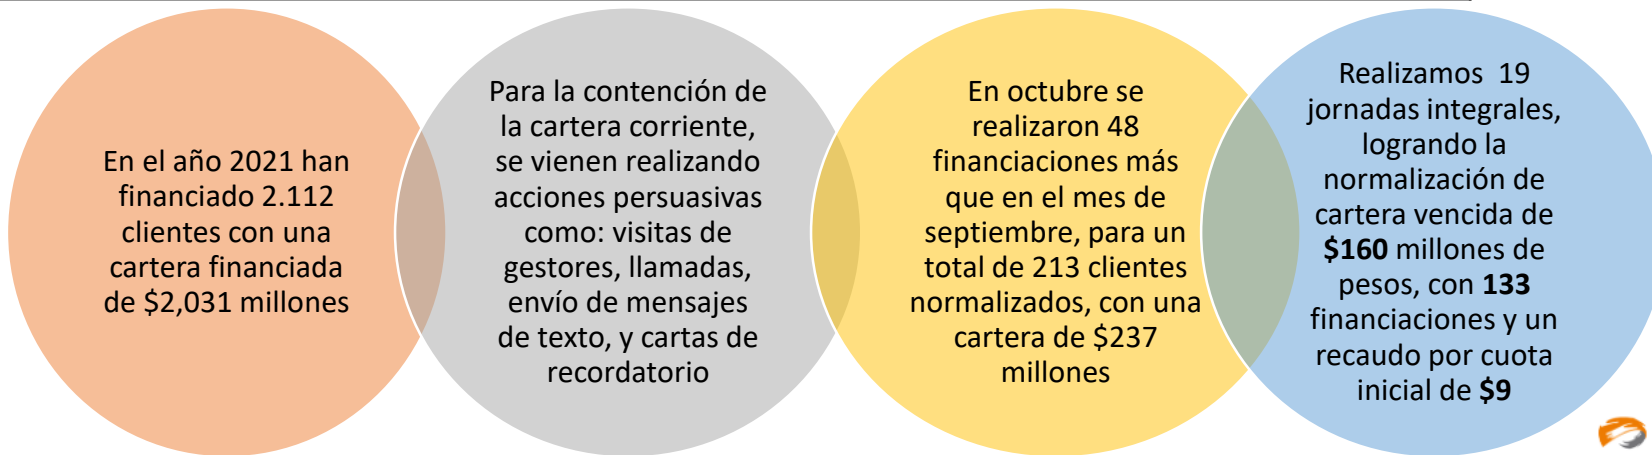 En el año 2021 han
financiado 2.112
clientes con una
cartera financiada
de $2,031 millones
Para la contención de
la cartera corriente,
se vienen realizando
acciones persuasivas
como: visitas de
gestores, llamadas,
envío de mensajes
de texto, y cartas de
recordatorio
En octubre se
realizaron 48
financiaciones más
que en el mes de
septiembre, para un
total de 213 clientes
normalizados, con una
cartera de $237
millones
Realizamos 19
jornadas integrales,
logrando la
normalización de
cartera vencida de
$160 millones de
pesos, con 133
financiaciones y un
recaudo por cuota
inicial de $9